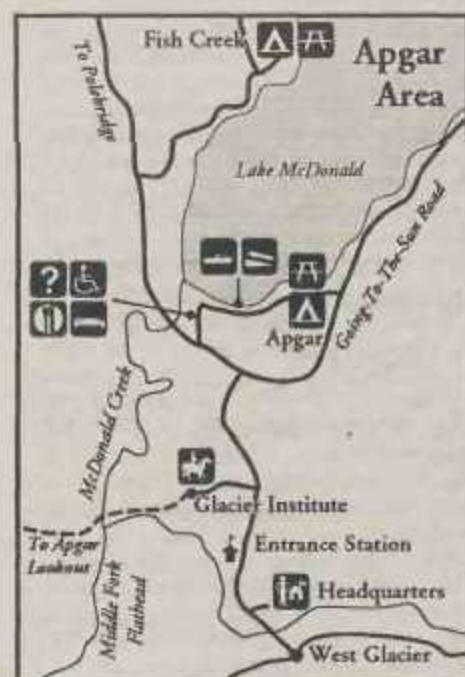 Fish Creek
Apgar
Area
To Polebridge
Lake McDonald
Going-To-The-Sun Road
?
Apgar
McDonald Creek
Glacier Institute
To Apgar
Lookout
Entrance Station
Middle Fork
Flathead
Headquarters
West Glacier